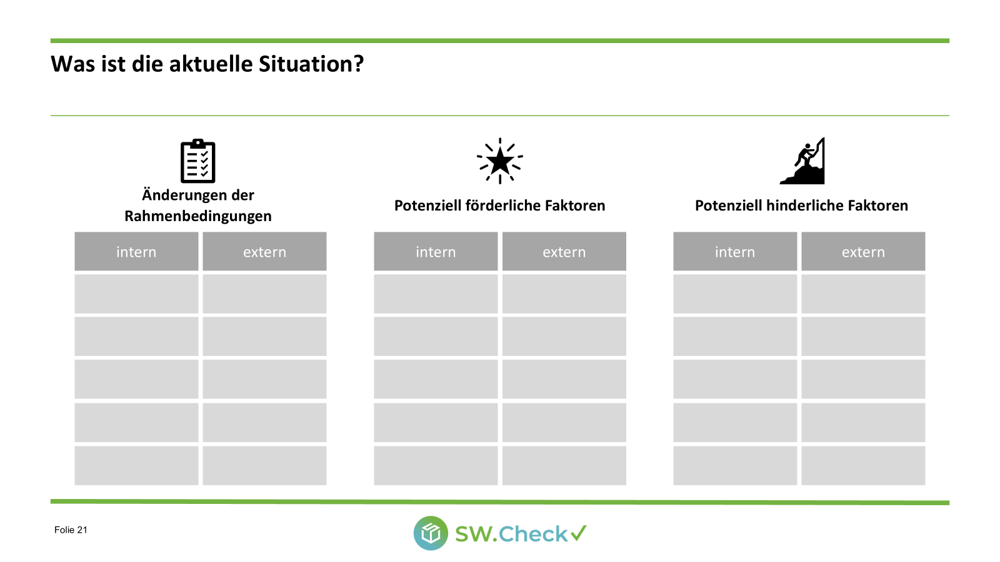 Was ist die aktuelle Situation?
Änderungen der
Rahmenbedingungen
Potenziell förderliche Faktoren
Potenziell hinderliche Faktoren
intern extern
intern extern
intern extern
Folie 21
SW.Check